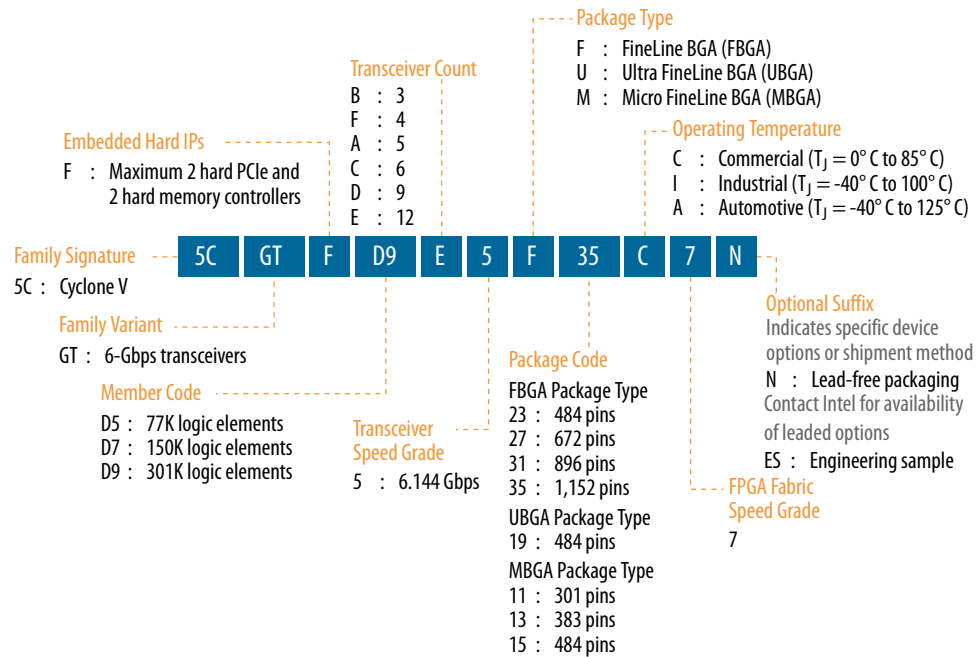 Package Type
F : FineLine BGA (FBGA)
U : Ultra FineLine BGA (UBGA)
M : Micro FineLine BGA (MBGA)
Transceiver Count
B : 3
F : 4
A : 5
C : 6
D : 9
E : 12
Operating Temperature
C : Commercial (TJ = 0° C to 85° C)
I : Industrial (TJ = -40° C to 100° C)
A : Automotive (TJ = -40° C to 125° C)
Embedded Hard IPs
F : Maximum 2 hard PCIe and
2 hard memory controllers
Family Signature
5C : Cyclone V
5C GT F D9 E 5 F 35 C 7 N
Family Variant
GT : 6-Gbps transceivers
Member Code
D5 : 77K logic elements
D7 : 150K logic elements
D9 : 301K logic elements
Transceiver
Speed Grade
5 : 6.144 Gbps
Package Code
FBGA Package Type
23 : 484 pins
27 : 672 pins
31 : 896 pins
35 : 1,152 pins
UBGA Package Type
19 : 484 pins
MBGA Package Type
11 : 301 pins
13 : 383 pins
15 : 484 pins
Optional Suffix
Indicates specific device
options or shipment method
N : Lead-free packaging
Contact Intel for availability
of leaded options
ES : Engineering sample
FPGA Fabric
Speed Grade
7